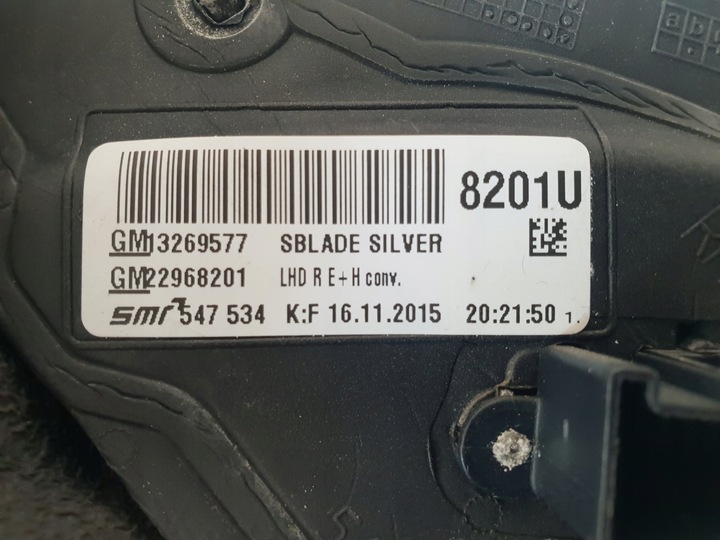 8201U
GM13269577 SBLADE SILVER
GM22968201 LHD R E+H conv.
smr 547 534 K:F 16.11.2015 20:21:50 1.
a b